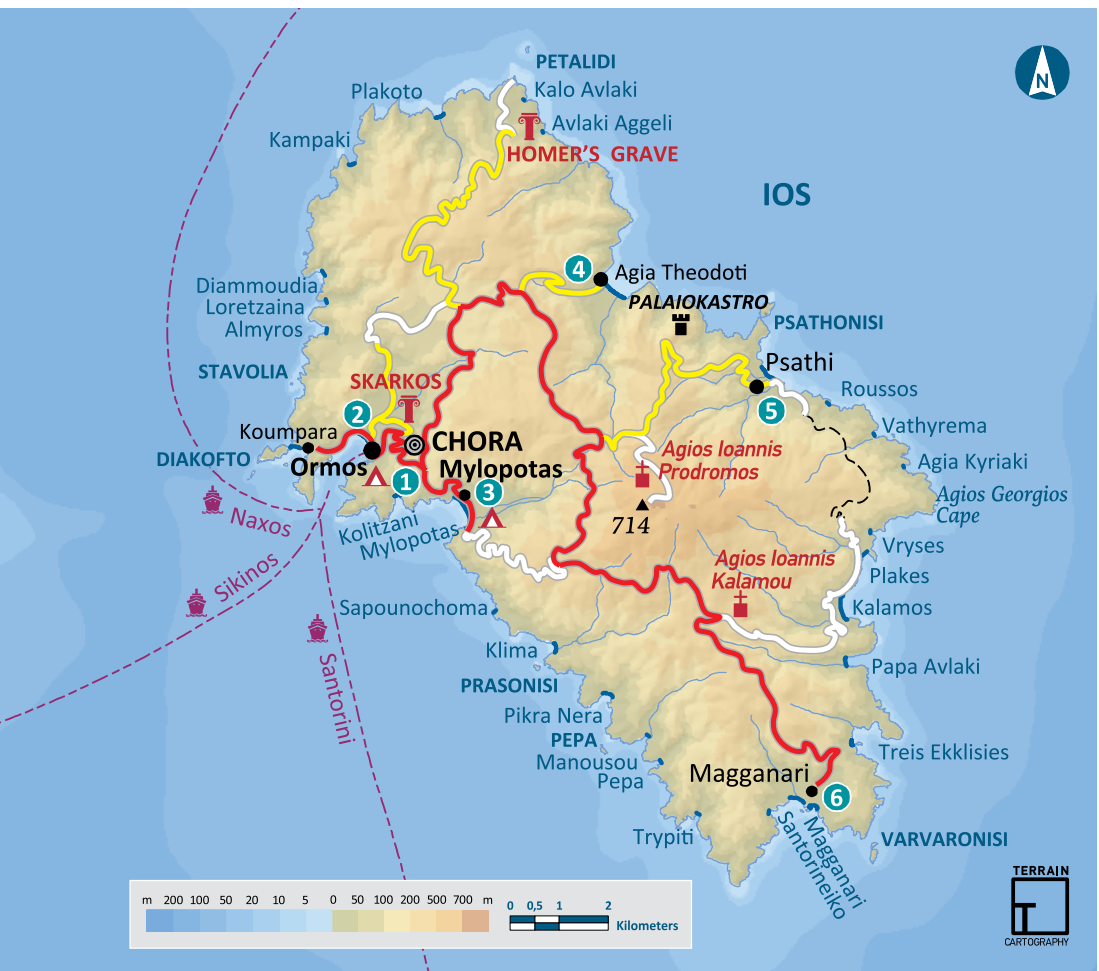 PETALIDI
Kalo Avlaki
Plakoto
Avlaki Aggeli
Kampaki
HOMER'S GRAVE
N
IOS
4
Agia Theodoti
Diammoudia
Loretzaina
Almyros
PALAIOKASTRO
PSATHONISI
STAVOLIA
Psathi
SKARKOS
Roussos
2
5
Koumpara
CHORA
Vathyrema
DIAKOFTO
Ormos
Mylopotas
Agios Ioannis
Prodromos
Agia Kyriaki
1
3
Agios Georgios
Cape
Naxos
Kolitzani
Mylopotas
714
Vryses
Sikinos
Agios Ioannis
Kalamou
Plakes
Sapounochoma
Kalamos
Santorini
Klima
Papa Avlaki
PRASONISI
Pikra Nera
PEPA
Manousou
Pepa
Treis Ekklisies
Magganari
6
Trypiti
Magganari
Santorineiko
VARVARONISI
m 200 100 50 20 10 5 0 50 100 200 500 700 m
0 0,5 1 2
Kilometers
TERRAIN
T
CARTOGRAPHY